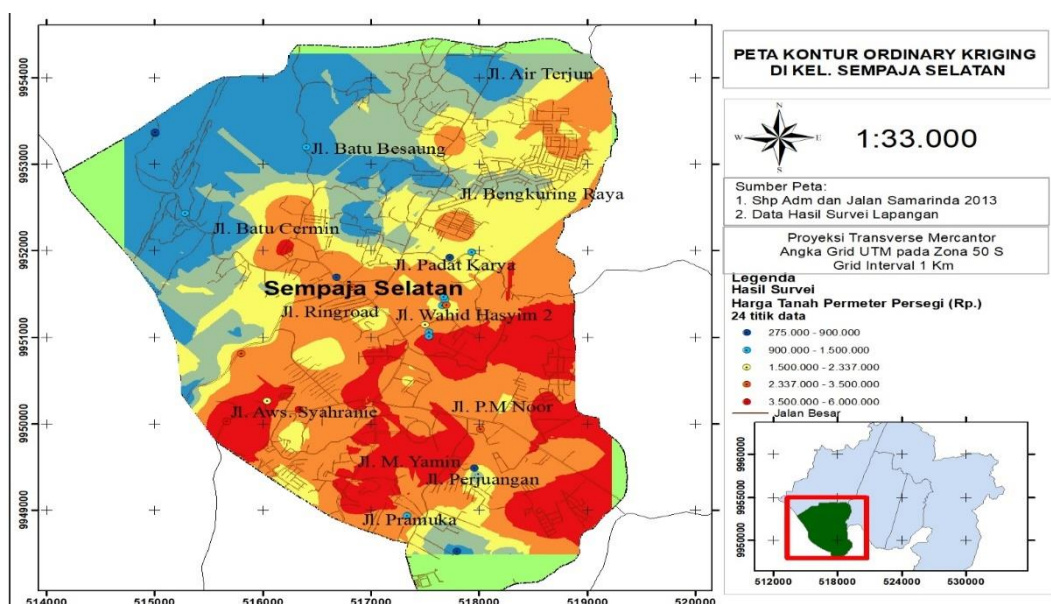 PETA KONTUR ORDINARY KRIGING
DI KEL. SEMPAJA SELATAN
N
W
E
S
1:33.000
Sumber Peta:
1. Shp Adm dan Jalan Samarinda 2013
2. Data Hasil Survei Lapangan
Proyeksi Transverse Mercantor
Angka Grid UTM pada Zona 50 S
Grid Interval 1 Km
Legenda
Hasil Survei
Harga Tanah Permeter Persegi (Rp.)
24 titik data
275.000 - 900.000
900.000 - 1.500.000
1.500.000 - 2.337.000
2.337.000 - 3.500.000
3.500.000 - 6.000.000
Jalan Besar
Jl. Air Terjun
Jl. Batu Besaung
Jl. Bengkuring Raya
Jl. Batu Cermin
Jl. Padat Karya
Sempaja Selatan
Jl. Ringroad
Jl. Wahid Hasyim 2
Jl. Aws. Syahranie
Jl. P.M Noor
Jl. M. Yamin
Jl. Perjuangan
Jl. Pramuka
9954000
9953000
9952000
9951000
9950000
9949000
514000
515000
516000
517000
518000
519000
520000
9960000
9955000
9950000
512000
518000
524000
530000